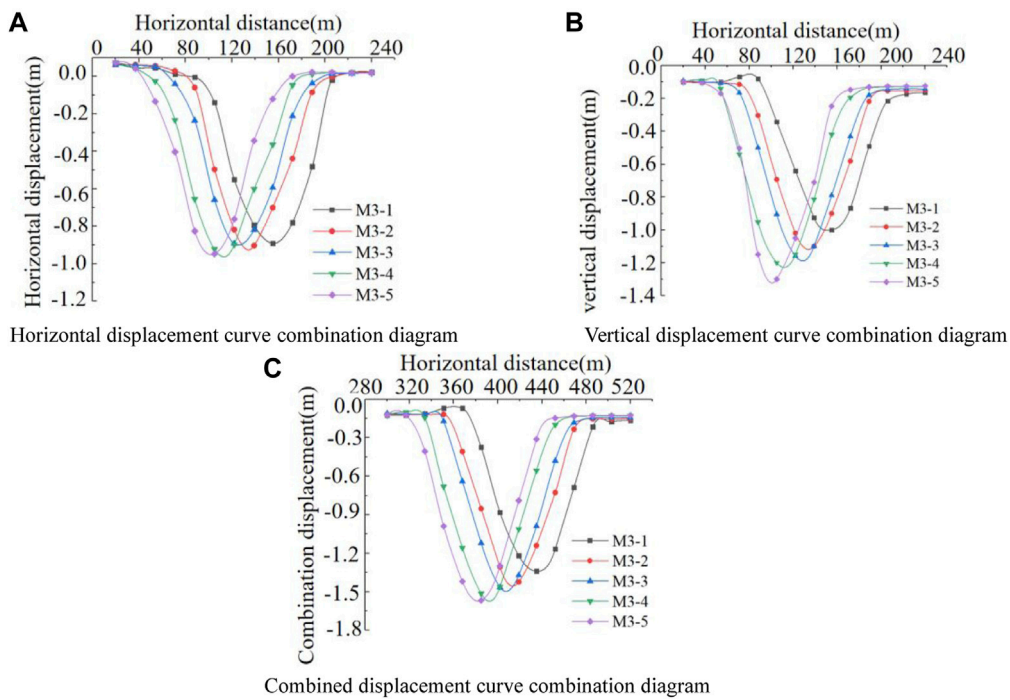 A
Horizontal distance(m)
0 40 80 120 160 200 240
Horizontal displacement(m)
0.0
-0.2
-0.4
-0.6
-0.8
-1.0
-1.2
M3-1
M3-2
M3-3
M3-4
M3-5
Horizontal displacement curve combination diagram
B
Horizontal distance(m)
0 40 80 120 160 200 240
vertical displacement(m)
0.0
-0.2
-0.4
-0.6
-0.8
-1.0
-1.2
-1.4
M3-1
M3-2
M3-3
M3-4
M3-5
Vertical displacement curve combination diagram
C
Horizontal distance(m)
280 320 360 400 440 480 520
Combination displacement(m)
0.0
-0.3
-0.6
-0.9
-1.2
-1.5
-1.8
M3-1
M3-2
M3-3
M3-4
M3-5
Combined displacement curve combination diagram